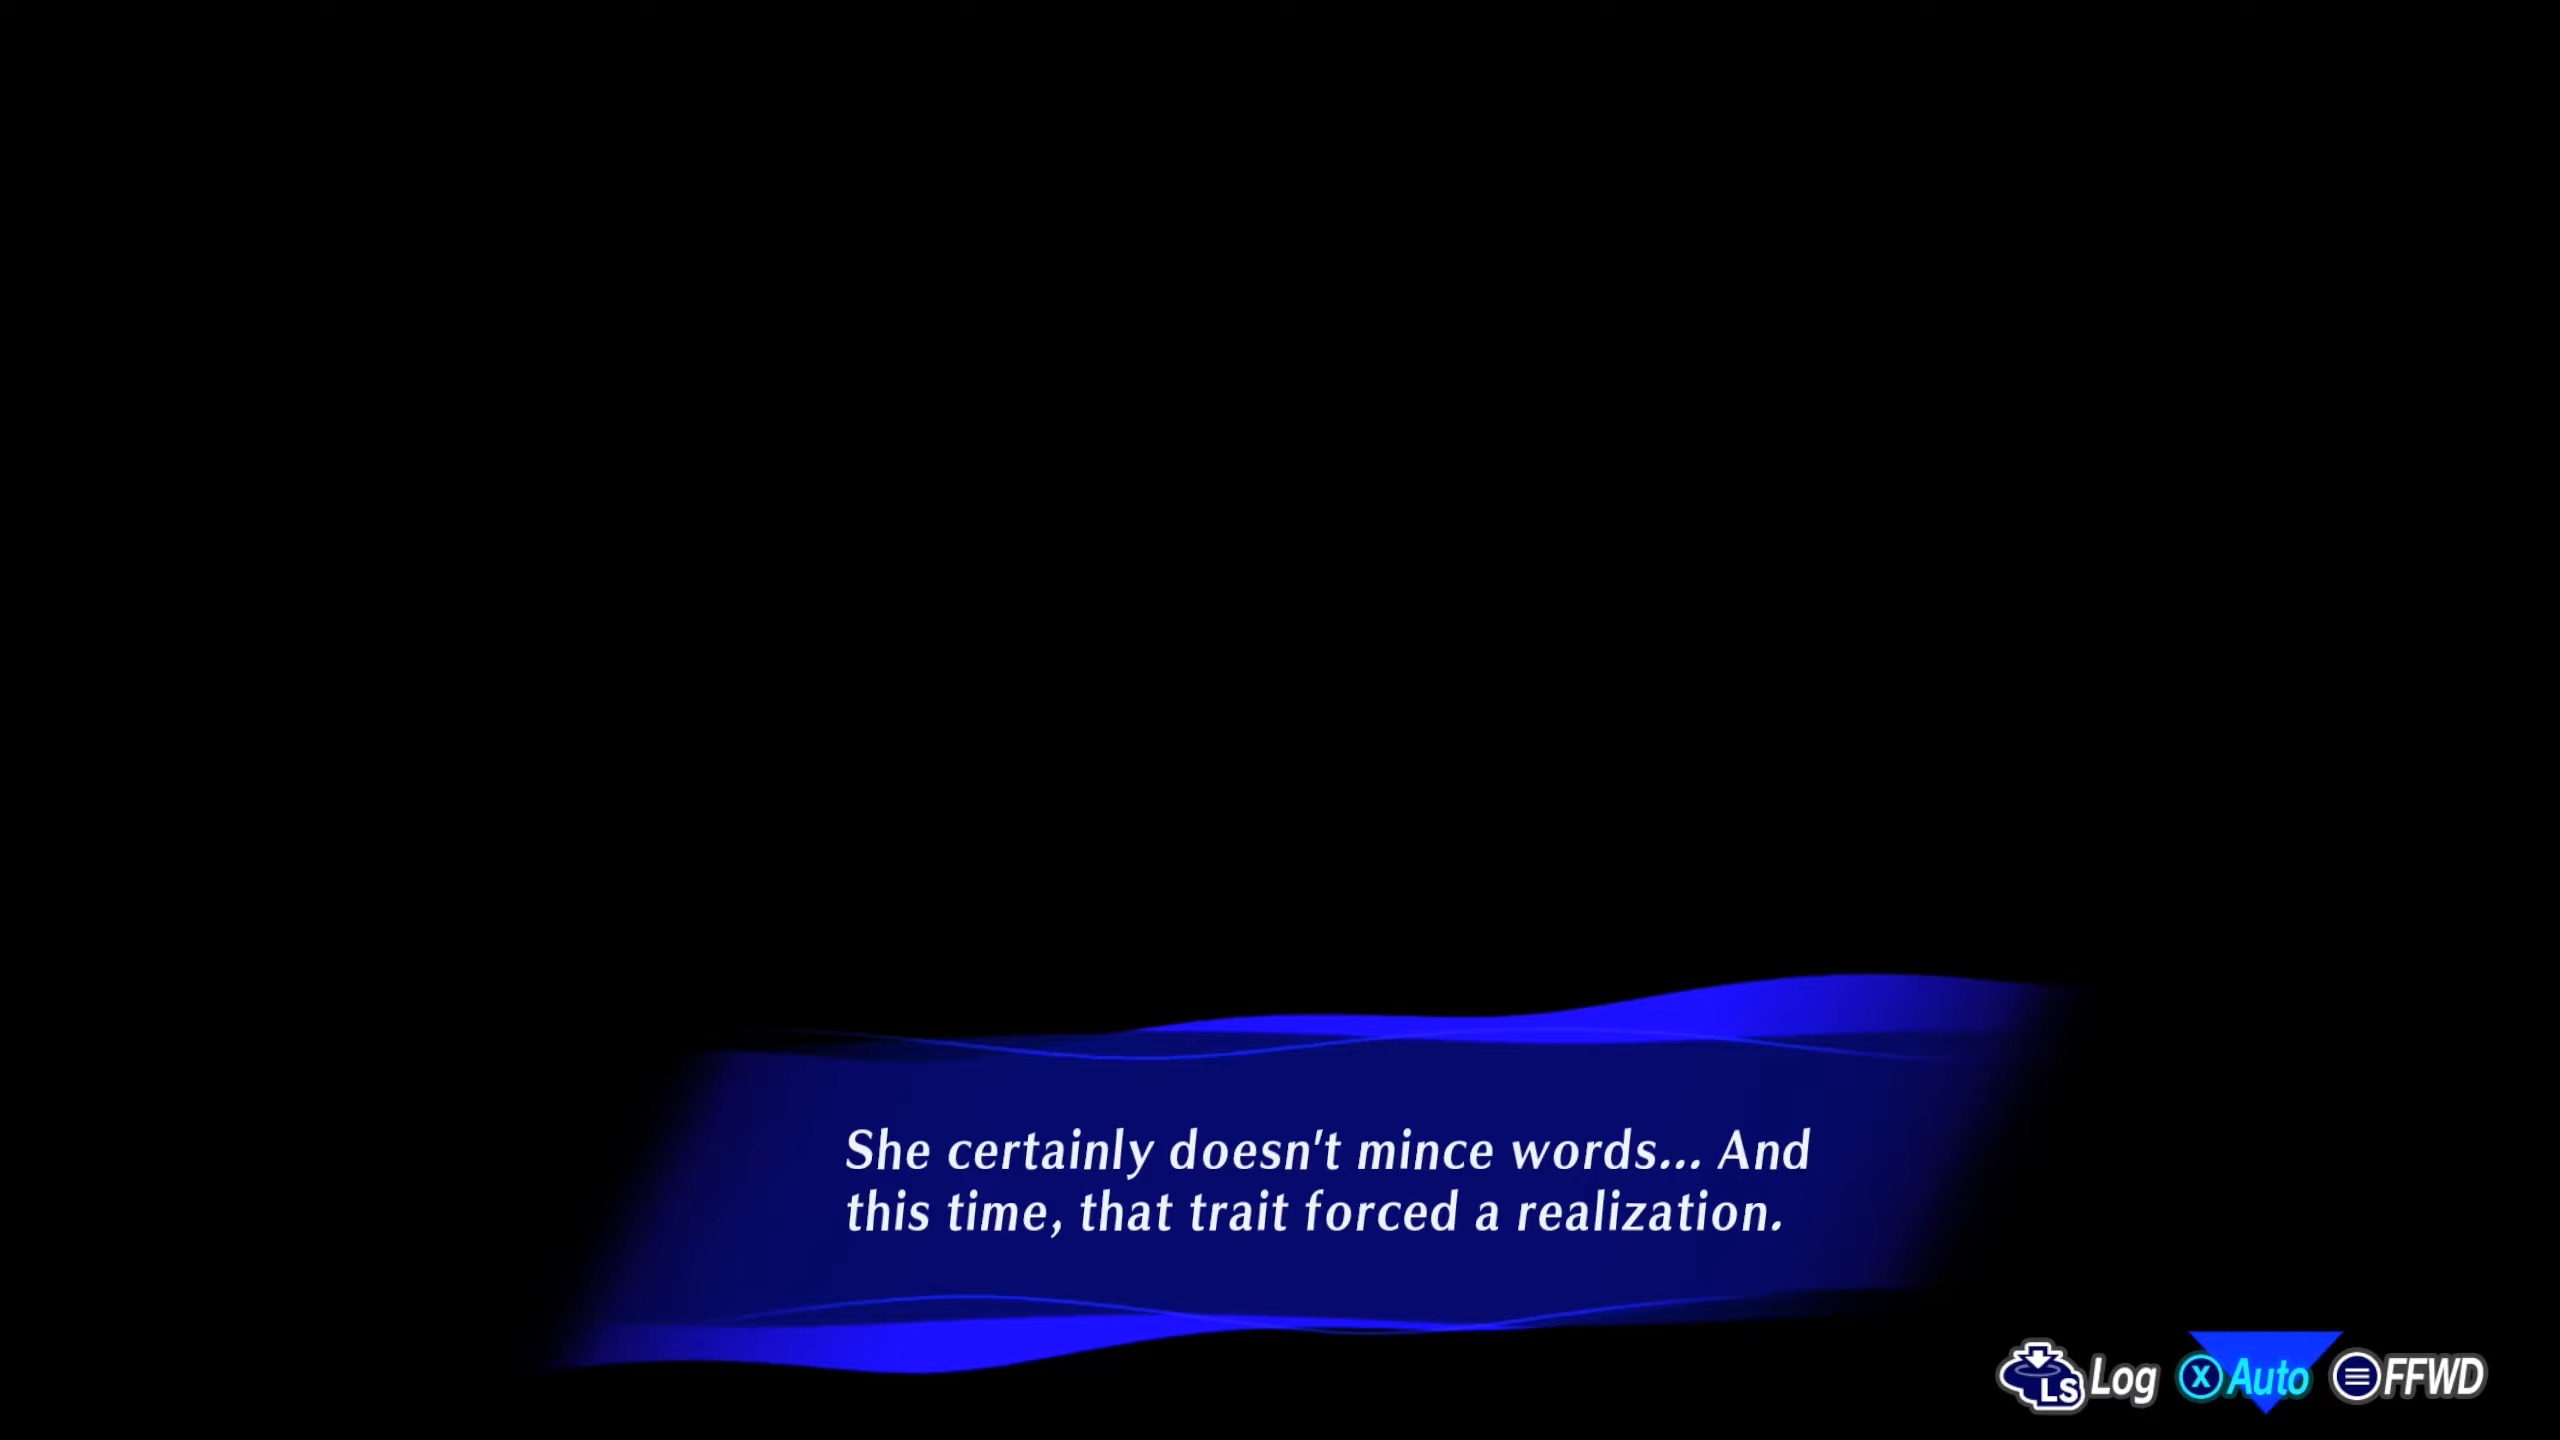 She certainly doesn't mince words... And
this time, that trait forced a realization.
LS Log X Auto FFWD